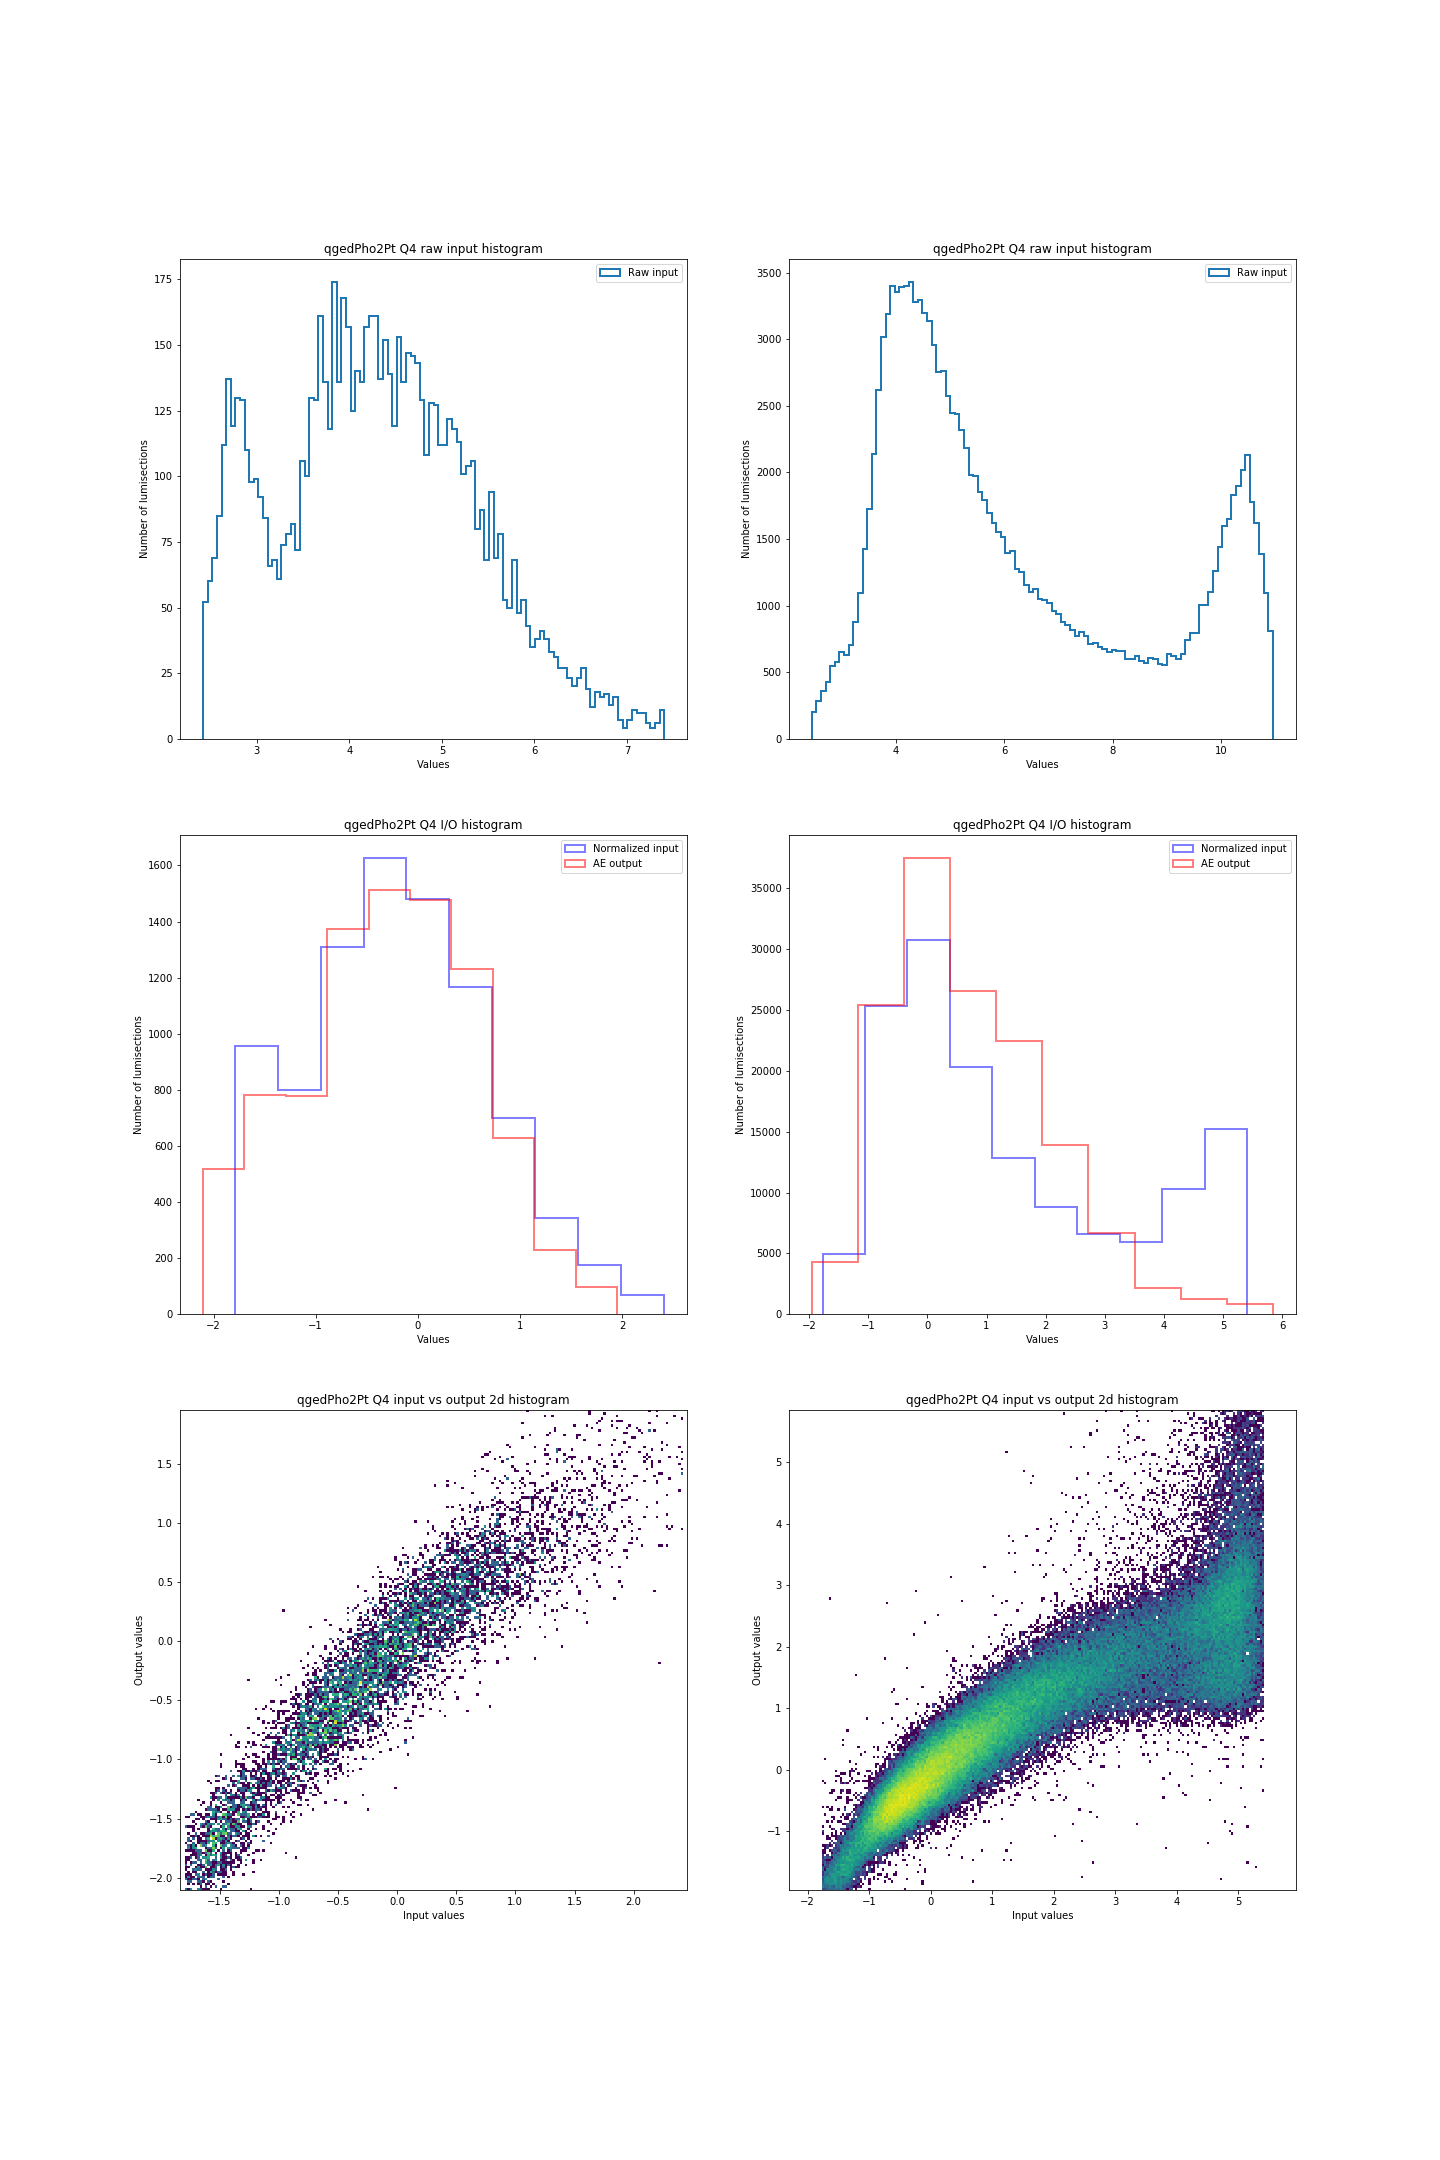 qgedPho2Pt Q4 raw input histogram
Raw input
175
150
125
100
75
50
25
0
Number of lumisections
3 4 5 6 7
Values
qgedPho2Pt Q4 raw input histogram
Raw input
3500
3000
2500
2000
1500
1000
500
0
Number of lumisections
4 6 8 10
Values
qgedPho2Pt Q4 I/O histogram
Normalized input
AE output
1600
1400
1200
1000
800
600
400
200
0
Number of lumisections
−2 −1 0 1 2
Values
qgedPho2Pt Q4 I/O histogram
Normalized input
AE output
35000
30000
25000
20000
15000
10000
5000
0
Number of lumisections
−2 −1 0 1 2 3 4 5 6
Values
qgedPho2Pt Q4 input vs output 2d histogram
1.5
1.0
0.5
0.0
−0.5
−1.0
−1.5
−2.0
Output values
−1.5 −1.0 −0.5 0.0 0.5 1.0 1.5 2.0
Input values
qgedPho2Pt Q4 input vs output 2d histogram
5
4
3
2
1
0
−1
Output values
−2 −1 0 1 2 3 4 5
Input values